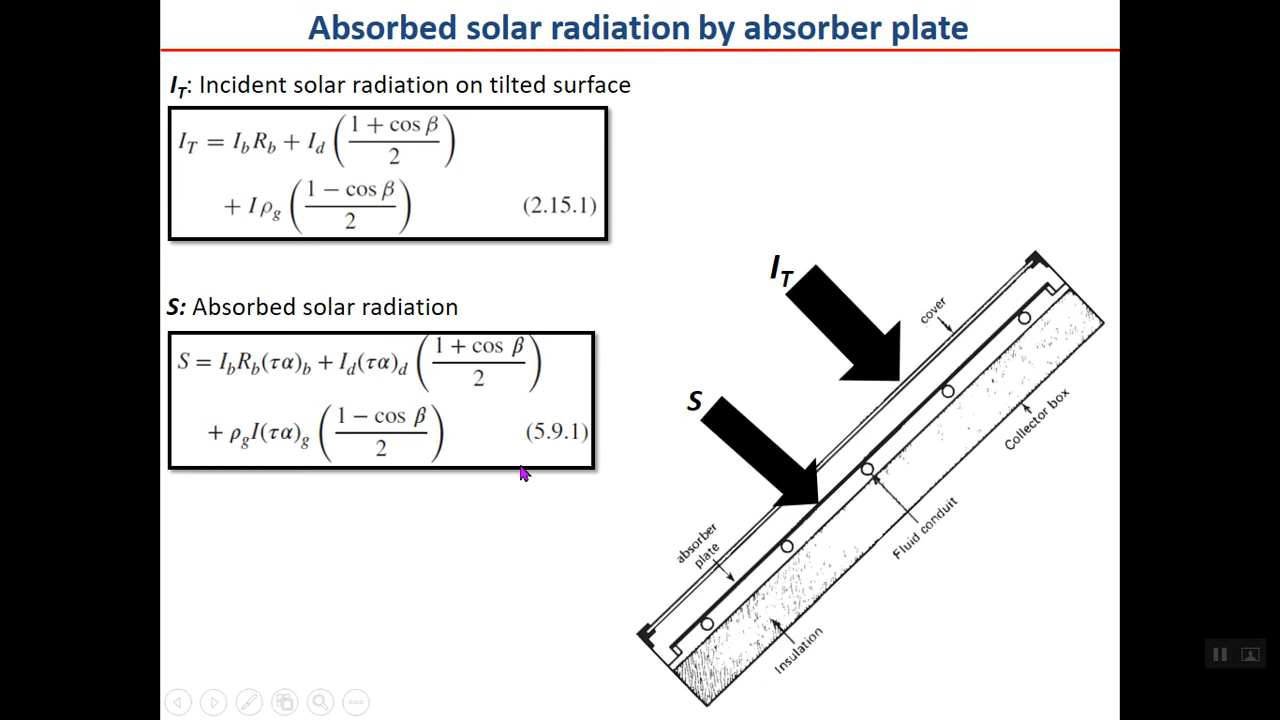 Absorbed solar radiation by absorber plate
I_T: Incident solar radiation on tilted surface
I_T = I_b R_b + I_d ((1 + cos β)/2)
+ I ρ_g ((1 − cos β)/2) (2.15.1)
S: Absorbed solar radiation
S = I_b R_b (τα)_b + I_d (τα)_d ((1 + cos β)/2)
+ ρ_g I (τα)_g ((1 − cos β)/2) (5.9.1)
I_T
cover
S
Collector box
absorber
plate
Fluid conduit
Insulation